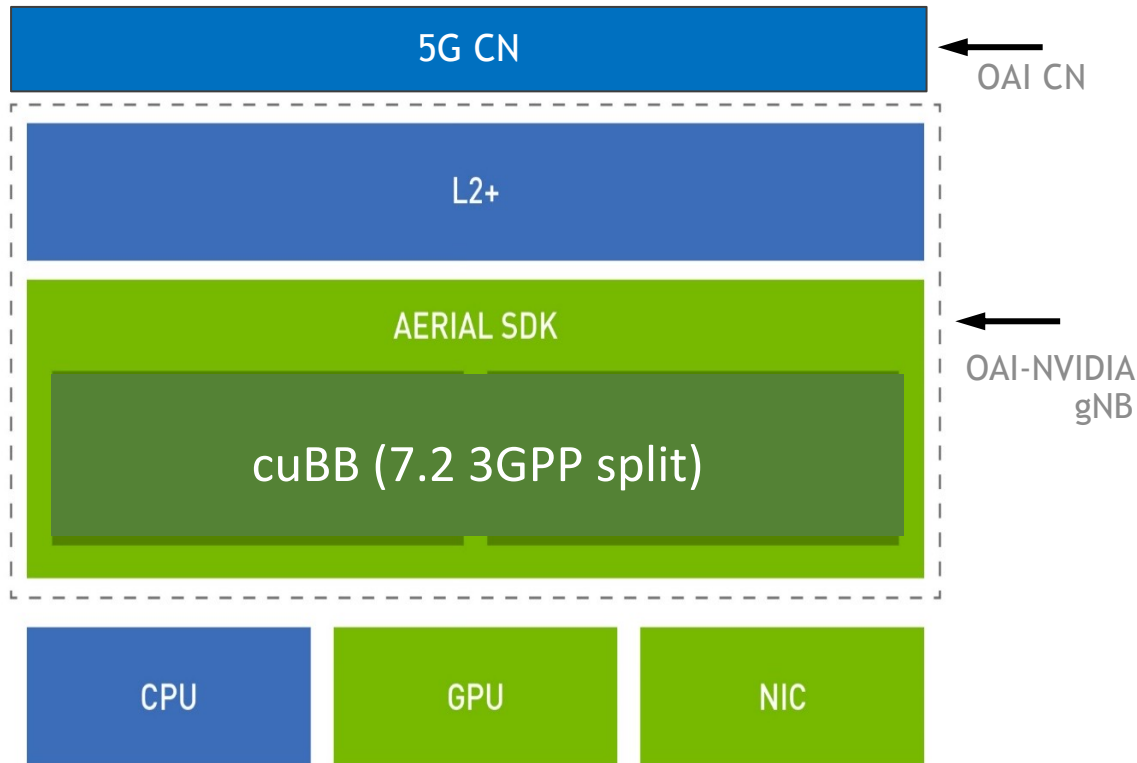 5G CN
OAI CN
L2+
AERIAL SDK
OAI-NVIDIA
gNB
cuBB (7.2 3GPP split)
CPU
GPU
NIC